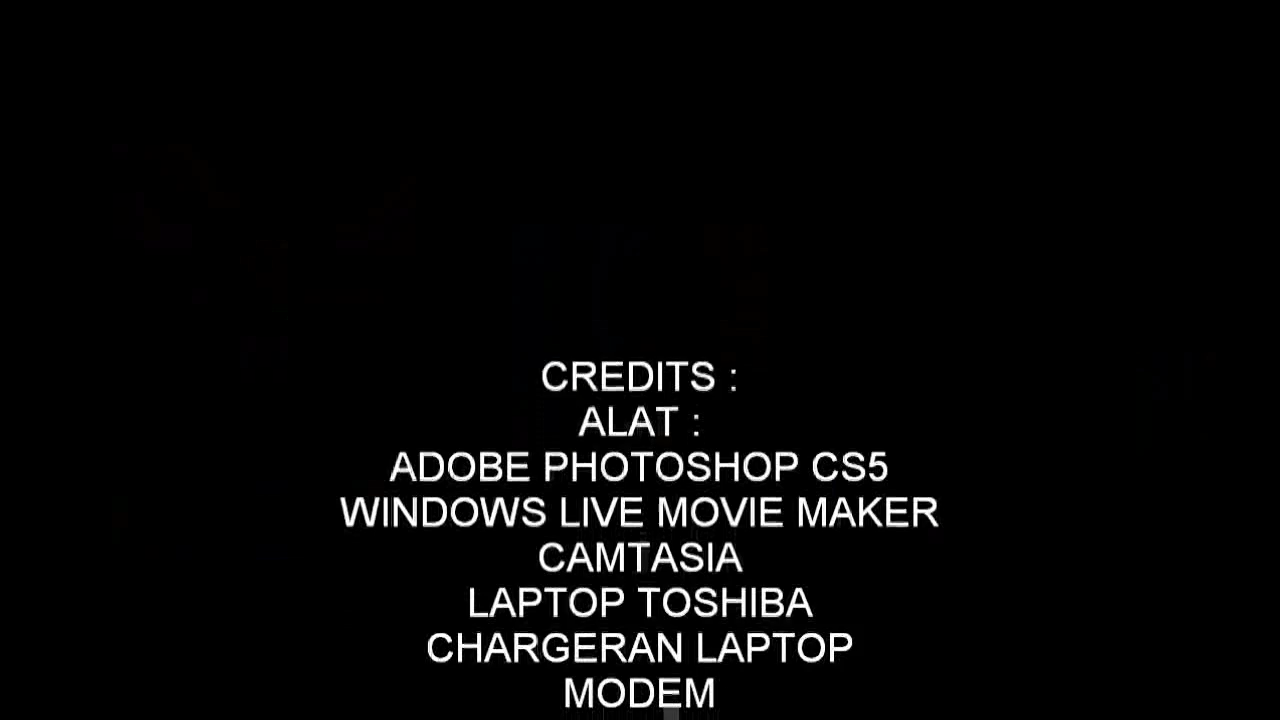 CREDITS :
ALAT :
ADOBE PHOTOSHOP CS5
WINDOWS LIVE MOVIE MAKER
CAMTASIA
LAPTOP TOSHIBA
CHARGERAN LAPTOP
MODEM